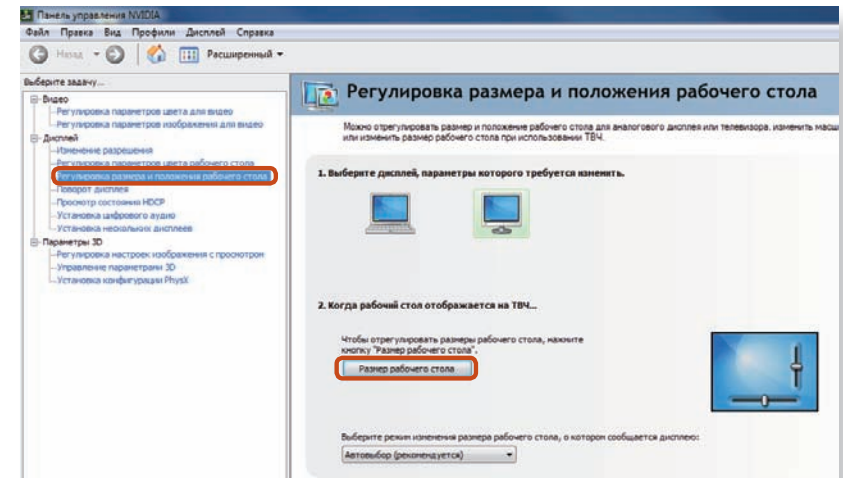 Панель управления NVIDIA
Файл Правка Вид Профили Дисплей Справка
Назад Расширенный
Выберите задачу...
Видео
Регулировка параметров цвета для видео
Регулировка параметров изображения для видео
Дисплей
Изменение разрешения
Регулировка параметров цвета рабочего стола
Регулировка размера и положения рабочего стола
Поворот дисплея
Просмотр состояния HDCP
Установка цифрового аудио
Установка нескольких дисплеев
Параметры 3D
Регулировка настроек изображения с просмотром
Управление параметрами 3D
Установка конфигурации PhysX
Регулировка размера и положения рабочего стола
Можно отрегулировать размер и положение рабочего стола для аналогового дисплея или телевизора, изменить масш
или изменить размер рабочего стола при использовании ТВЧ.
1. Выберите дисплей, параметры которого требуется изменить.
2. Когда рабочий стол отображается на ТВЧ...
Чтобы отрегулировать размеры рабочего стола, нажмите
кнопку "Размер рабочего стола".
Размер рабочего стола
Выберите режим изменения размера рабочего стола, о котором сообщается дисплею:
Автовыбор (рекомендуется)